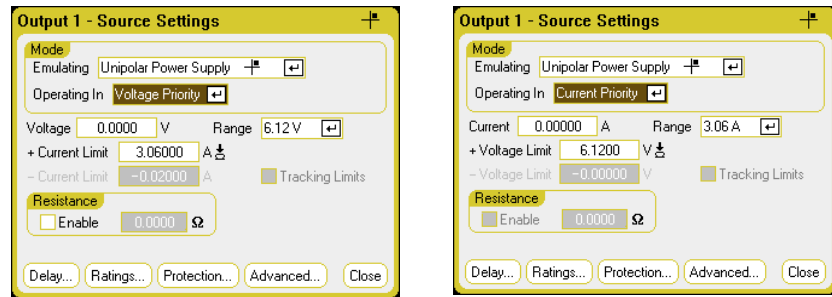 Output 1 - Source Settings
Mode
Emulating Unipolar Power Supply
Operating In Voltage Priority
Voltage 0.0000 V Range 6.12 V
+ Current Limit 3.06000 A
- Current Limit -0.02000 A Tracking Limits
Resistance
Enable 0.0000 Ω
Delay... Ratings... Protection... Advanced... Close
Output 1 - Source Settings
Mode
Emulating Unipolar Power Supply
Operating In Current Priority
Current 0.00000 A Range 3.06 A
+ Voltage Limit 6.1200 V
- Voltage Limit -0.00000 V Tracking Limits
Resistance
Enable 0.0000 Ω
Delay... Ratings... Protection... Advanced... Close